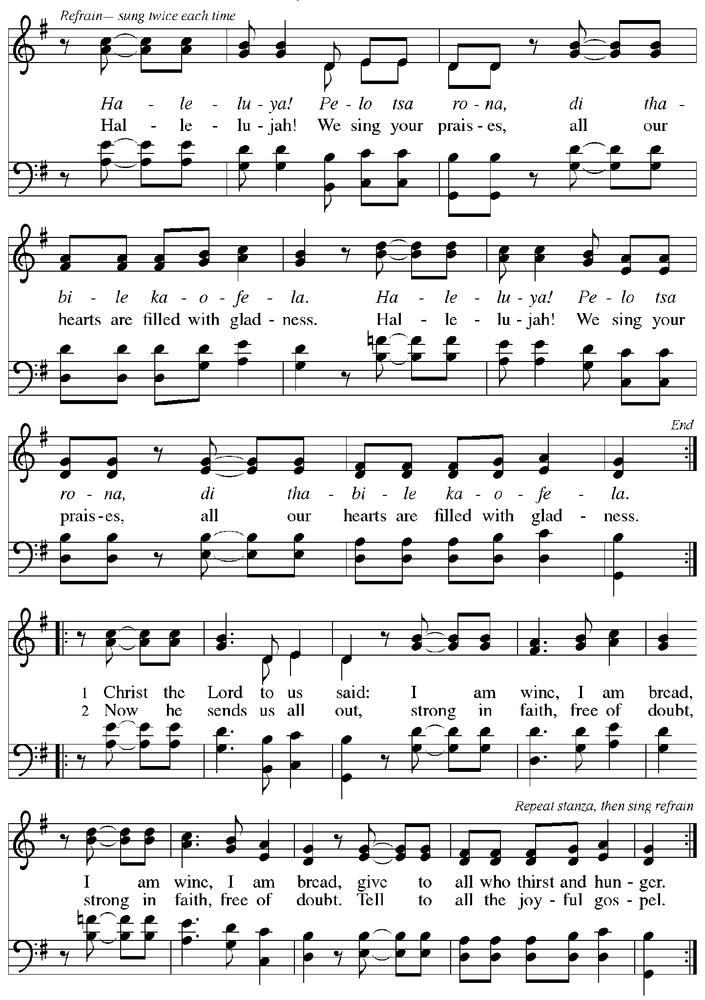 Refrain— sung twice each time
Ha - le - lu - ya! Pe - lo tsa ro - na, di tha -
Hal - le - lu - jah! We sing your prais - es, all our
bi - le ka - o - fe - la. Ha - le - lu - ya! Pe - lo tsa
hearts are filled with glad - ness. Hal - le - lu - jah! We sing your
End
ro - na, di tha - bi - le ka - o - fe - la.
prais - es, all our hearts are filled with glad - ness.
1 Christ the Lord to us said: I am wine, I am bread,
2 Now he sends us all out, strong in faith, free of doubt,
Repeat stanza, then sing refrain
I am wine, I am bread, give to all who thirst and hun - ger.
strong in faith, free of doubt. Tell to all the joy - ful gos - pel.